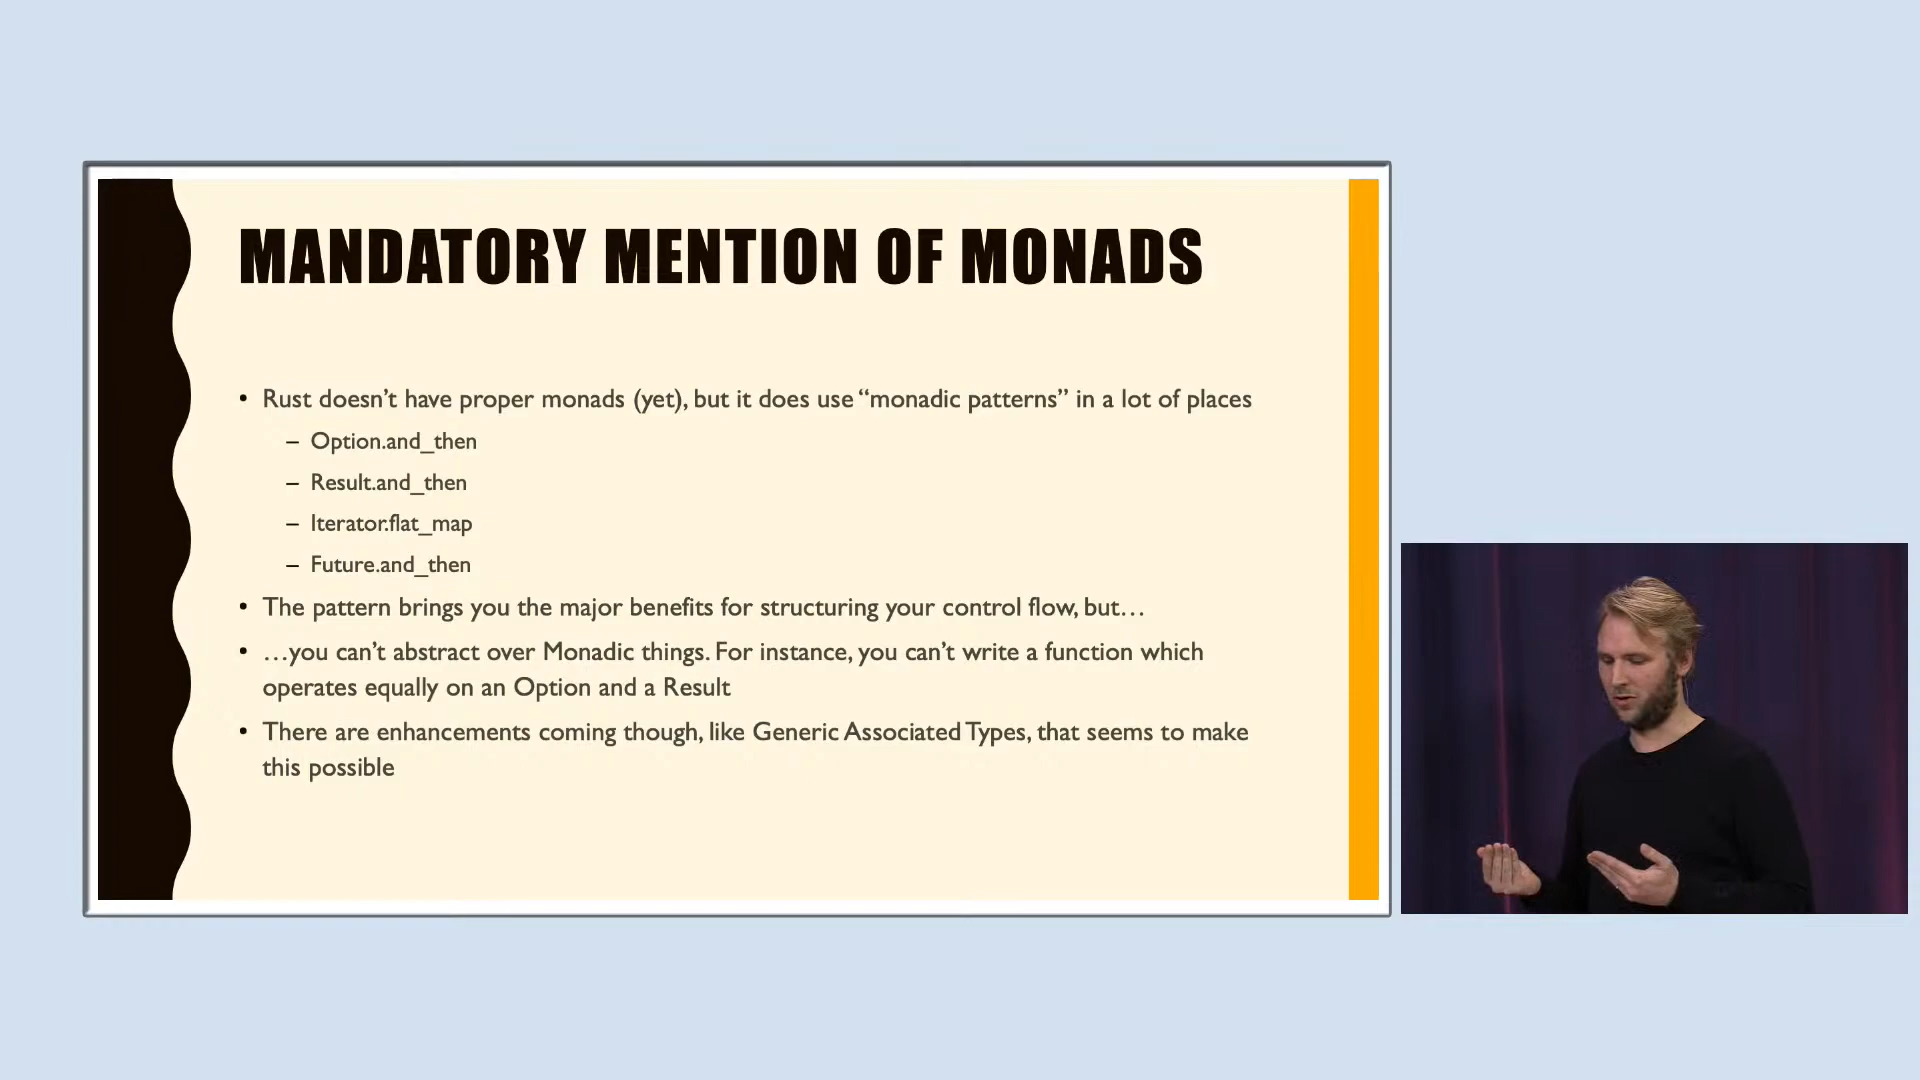 MANDATORY MENTION OF MONADS
• Rust doesn’t have proper monads (yet), but it does use “monadic patterns” in a lot of places
– Option.and_then
– Result.and_then
– Iterator.flat_map
– Future.and_then
• The pattern brings you the major benefits for structuring your control flow, but…
• …you can’t abstract over Monadic things. For instance, you can’t write a function which
operates equally on an Option and a Result
• There are enhancements coming though, like Generic Associated Types, that seems to make
this possible